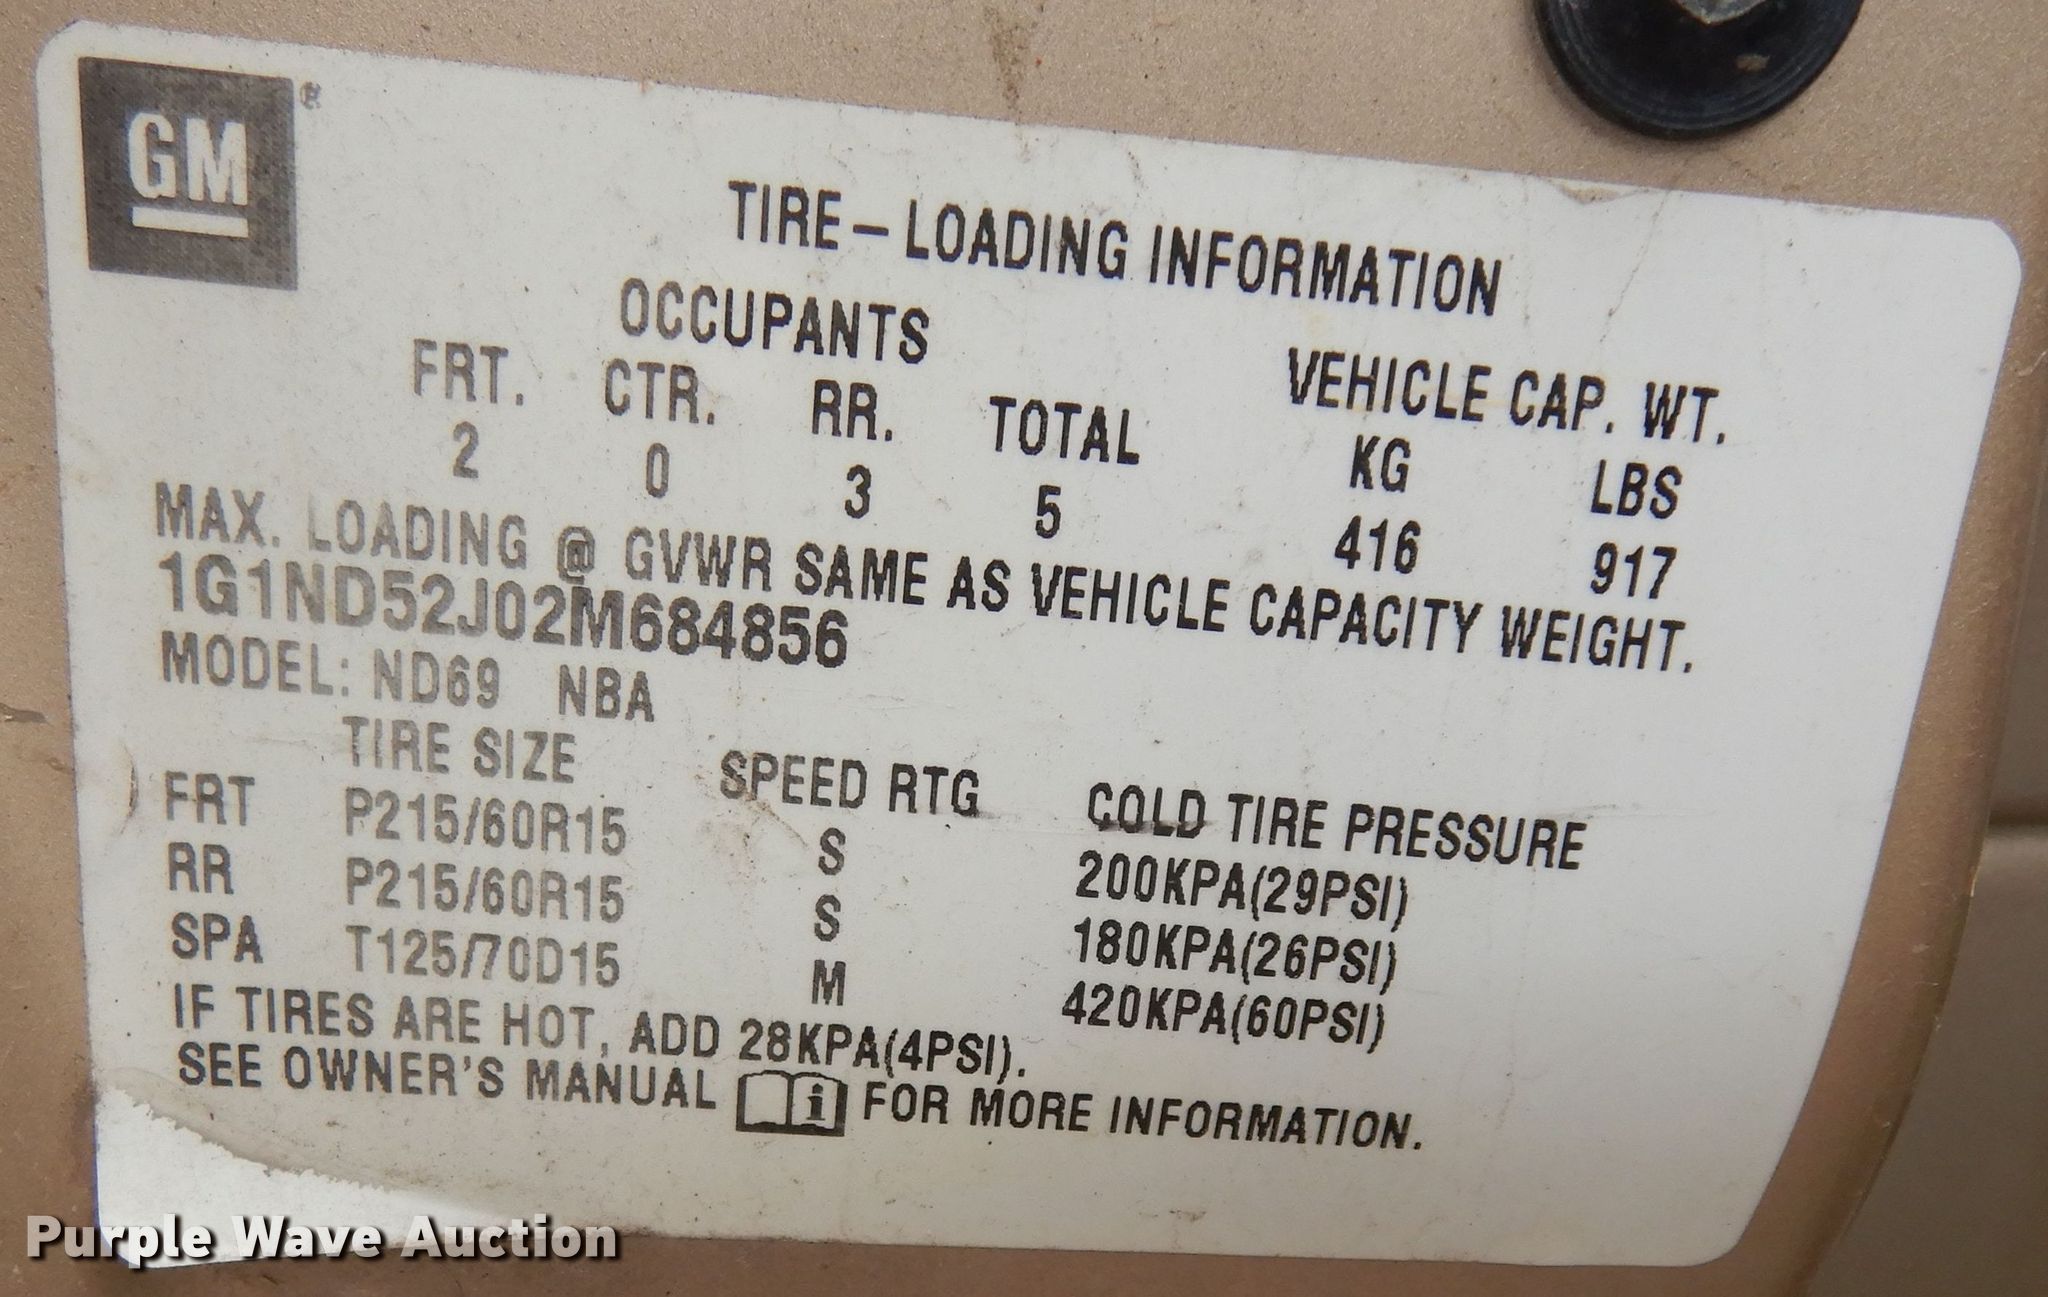 GM®
TIRE – LOADING INFORMATION
OCCUPANTS VEHICLE CAP. WT.
FRT. CTR. RR. TOTAL KG LBS
2 0 3 5 416 917
MAX. LOADING @ GVWR SAME AS VEHICLE CAPACITY WEIGHT.
1G1ND52J02M684856
MODEL: ND69 NBA
TIRE SIZE SPEED RTG COLD TIRE PRESSURE
FRT P215/60R15 S 200KPA(29PSI)
RR P215/60R15 S 180KPA(26PSI)
SPA T125/70D15 M 420KPA(60PSI)
IF TIRES ARE HOT, ADD 28KPA(4PSI).
SEE OWNER'S MANUAL i FOR MORE INFORMATION.
Purple Wave Auction